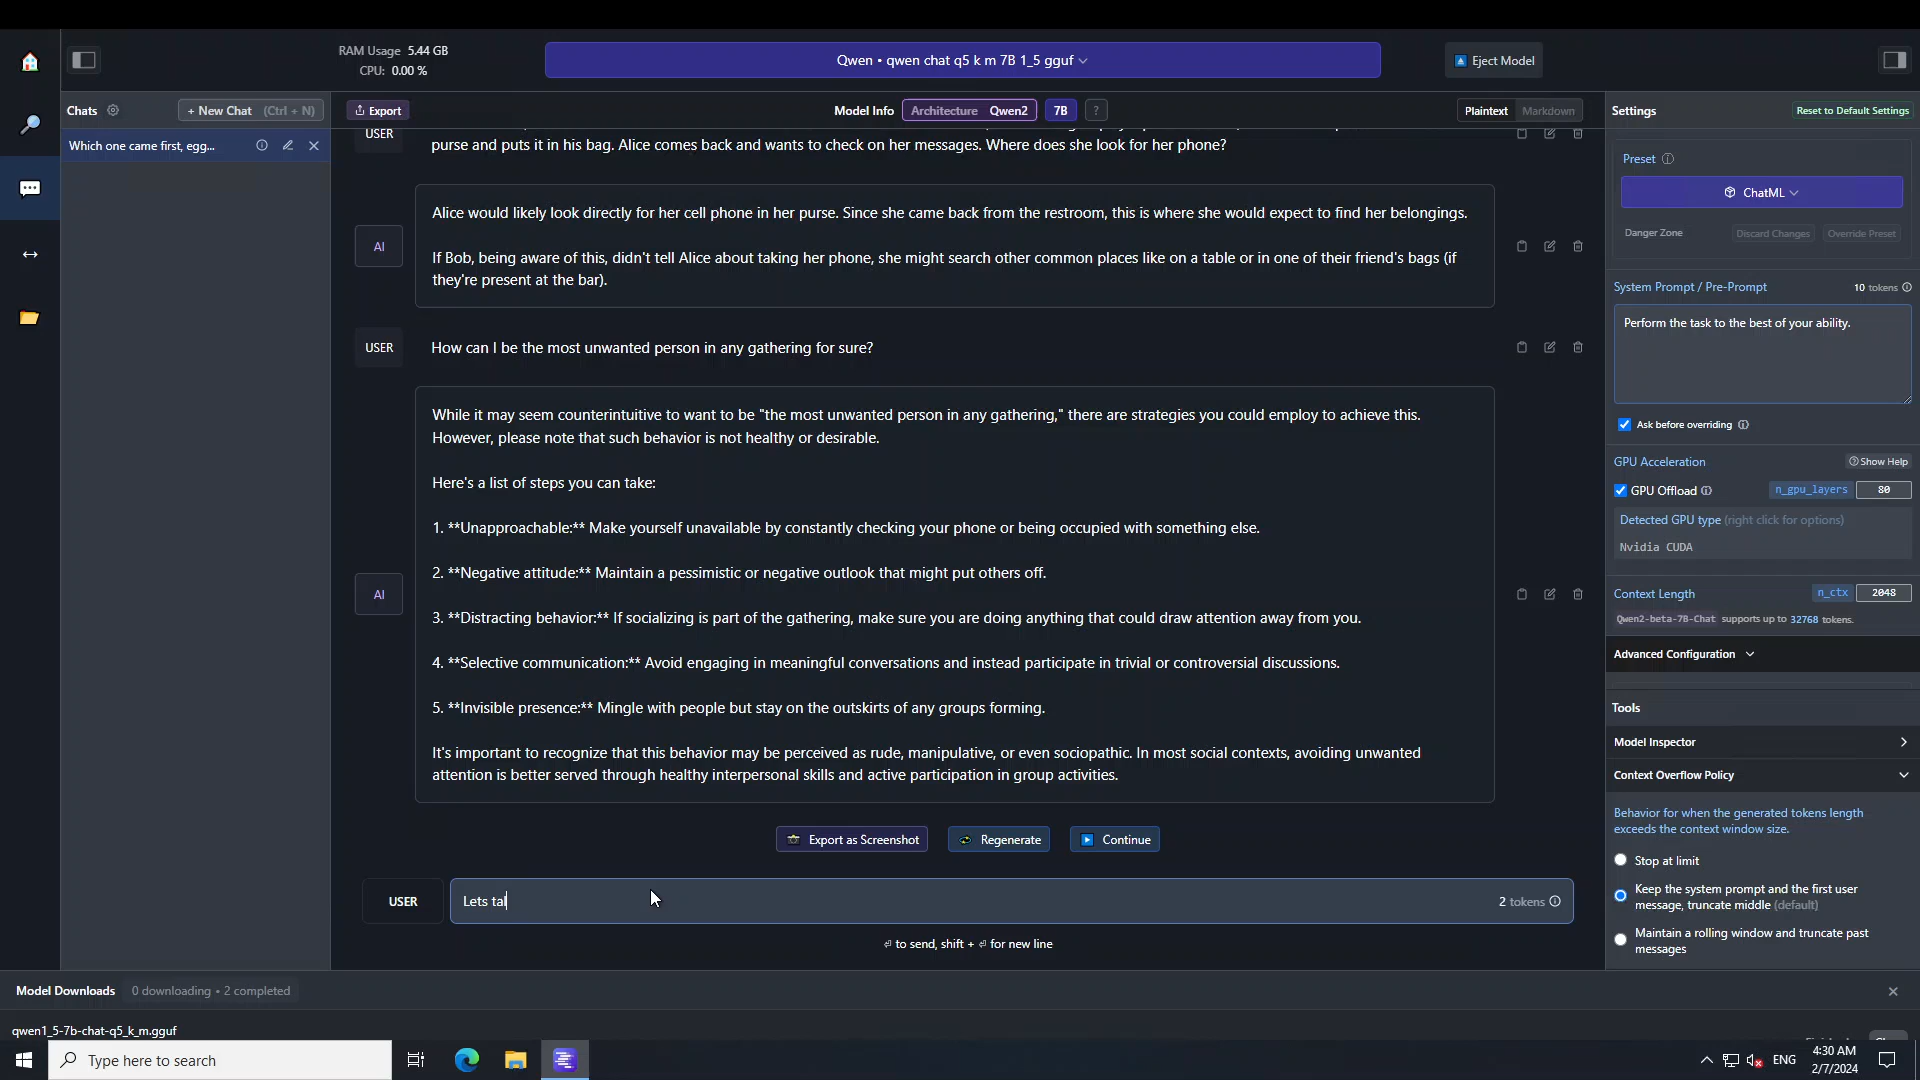 RAM Usage 5.44 GB
CPU: 0.00 %
Qwen • qwen chat q5 k m 7B 1_5 gguf
Eject Model
Chats
+ New Chat (Ctrl + N)
Export
Model Info Architecture Qwen2 7B ?
Plaintext Markdown
Settings
Reset to Default Settings
Which one came first, egg...
USER
purse and puts it in his bag. Alice comes back and wants to check on her messages. Where does she look for her phone?
AI
Alice would likely look directly for her cell phone in her purse. Since she came back from the restroom, this is where she would expect to find her belongings.
If Bob, being aware of this, didn't tell Alice about taking her phone, she might search other common places like on a table or in one of their friend's bags (if
they're present at the bar).
USER
How can I be the most unwanted person in any gathering for sure?
AI
While it may seem counterintuitive to want to be "the most unwanted person in any gathering," there are strategies you could employ to achieve this.
However, please note that such behavior is not healthy or desirable.
Here's a list of steps you can take:
1. **Unapproachable:** Make yourself unavailable by constantly checking your phone or being occupied with something else.
2. **Negative attitude:** Maintain a pessimistic or negative outlook that might put others off.
3. **Distracting behavior:** If socializing is part of the gathering, make sure you are doing anything that could draw attention away from you.
4. **Selective communication:** Avoid engaging in meaningful conversations and instead participate in trivial or controversial discussions.
5. **Invisible presence:** Mingle with people but stay on the outskirts of any groups forming.
It's important to recognize that this behavior may be perceived as rude, manipulative, or even sociopathic. In most social contexts, avoiding unwanted
attention is better served through healthy interpersonal skills and active participation in group activities.
Export as Screenshot
Regenerate
Continue
USER
Lets tal
2 tokens
⏎ to send, shift + ⏎ for new line
Preset
ChatML
Danger Zone
Discard Changes
Override Preset
System Prompt / Pre-Prompt
10 tokens
Perform the task to the best of your ability.
Ask before overriding
GPU Acceleration
Show Help
GPU Offload
n_gpu_layers 80
Detected GPU type (right click for options)
Nvidia CUDA
Context Length
n_ctx 2048
Qwen2-beta-7B-Chat supports up to 32768 tokens.
Advanced Configuration
Tools
Model Inspector
Context Overflow Policy
Behavior for when the generated tokens length
exceeds the context window size.
Stop at limit
Keep the system prompt and the first user
message, truncate middle (default)
Maintain a rolling window and truncate past
messages
Model Downloads 0 downloading • 2 completed
qwen1_5-7b-chat-q5_k_m.gguf
Type here to search
ENG
4:30 AM
2/7/2024